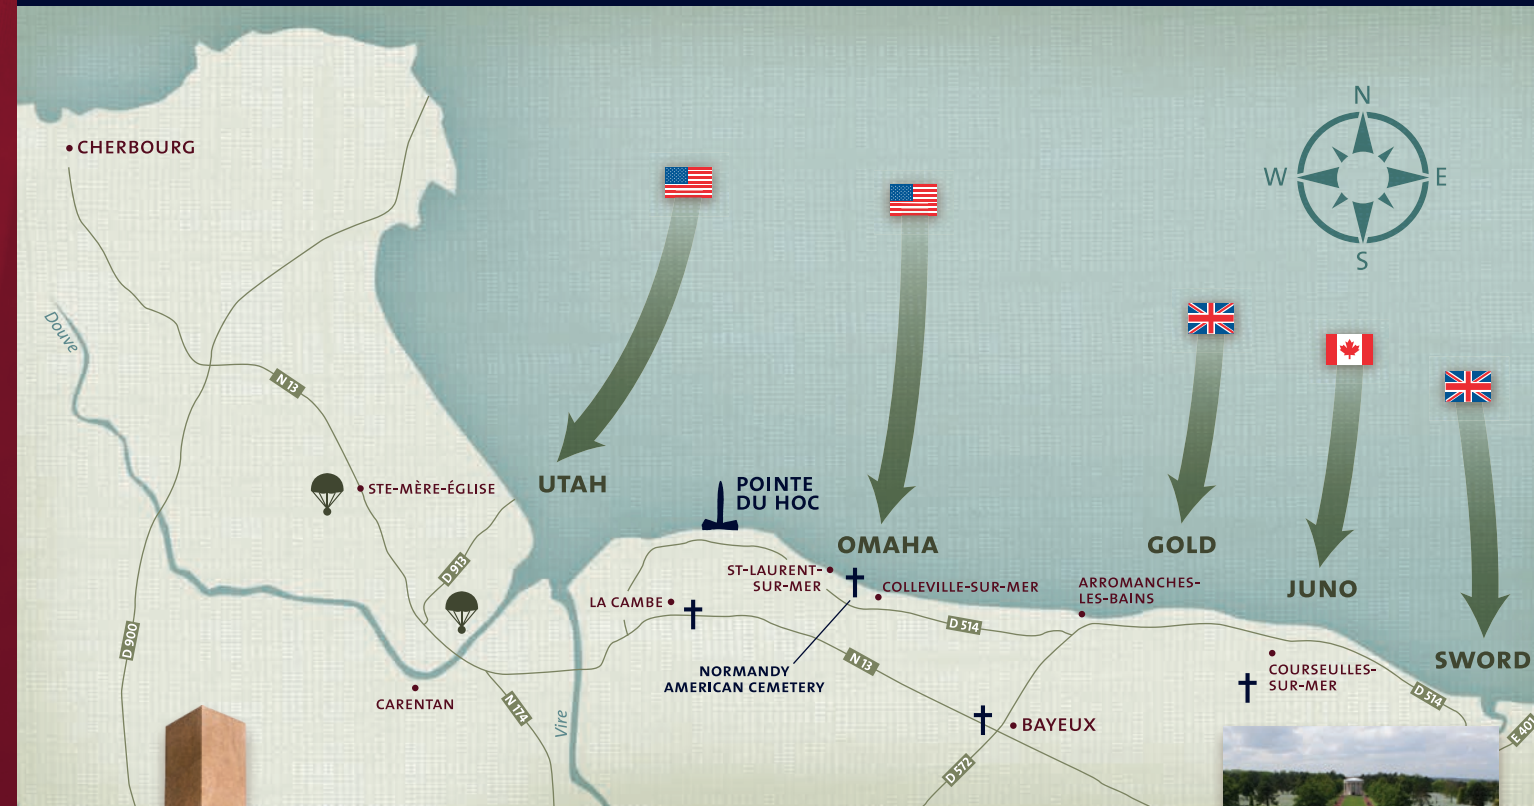 N
W
E
S
CHERBOURG
Douve
N 13
STE-MÈRE-ÉGLISE
UTAH
POINTE
DU HOC
OMAHA
GOLD
JUNO
SWORD
D 913
ST-LAURENT-
SUR-MER
COLLEVILLE-SUR-MER
ARROMANCHES-
LES-BAINS
LA CAMBE
D 514
D 900
NORMANDY
AMERICAN CEMETERY
N 13
COURSEULLES-
SUR-MER
D 514
CARENTAN
N 174
Vire
BAYEUX
D 572
E 401